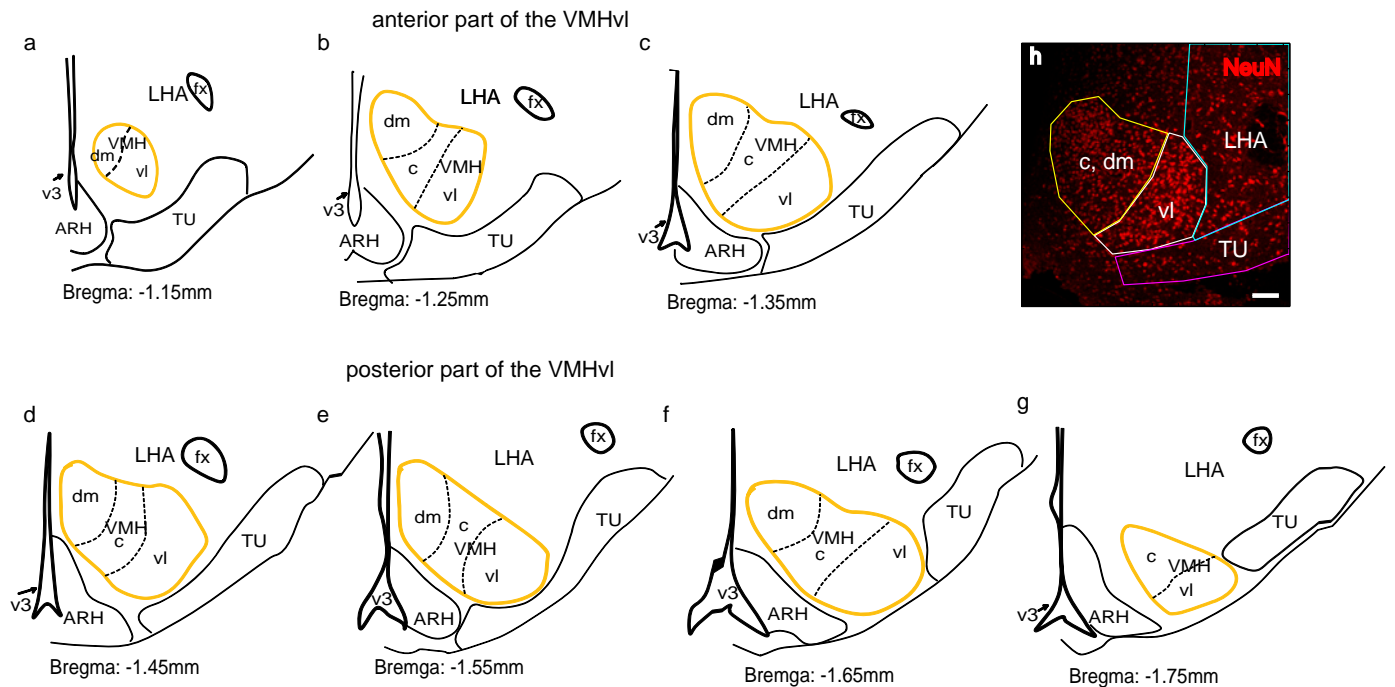 anterior part of the VMHvl
a
LHA
fx
VMH
dm
vl
v3
ARH
TU
Bregma: -1.15mm
b
LHA
fx
dm
VMH
c
vl
v3
ARH
TU
Bregma: -1.25mm
c
LHA
fx
dm
VMH
c
vl
v3
ARH
TU
Bregma: -1.35mm
h
NeuN
LHA
c, dm
vl
TU
posterior part of the VMHvl
d
LHA
fx
dm
VMH
c
vl
TU
v3
ARH
Bregma: -1.45mm
e
fx
LHA
dm
c
VMH
vl
TU
v3
ARH
Bremga: -1.55mm
f
LHA
fx
dm
VMH
c
vl
TU
v3
ARH
Bremga: -1.65mm
g
fx
LHA
TU
c
VMH
vl
v3
ARH
Bregma: -1.75mm